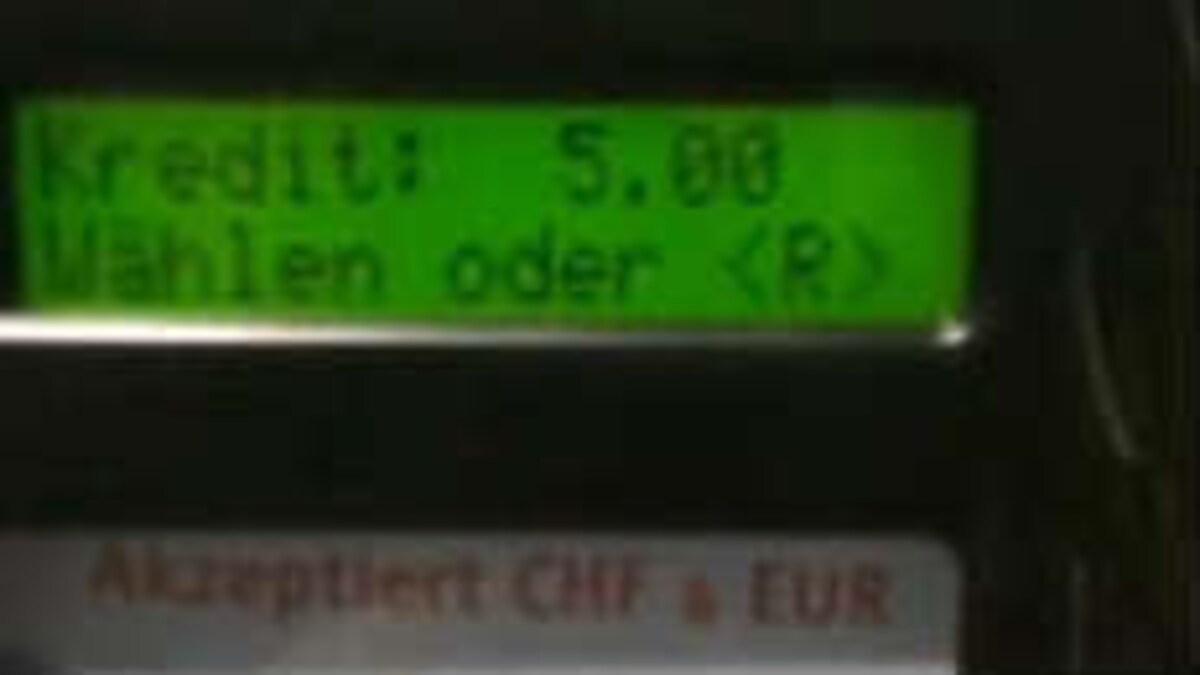 Kredit: 5.00
Wählen oder <R>
Akzeptiert CHF & EUR